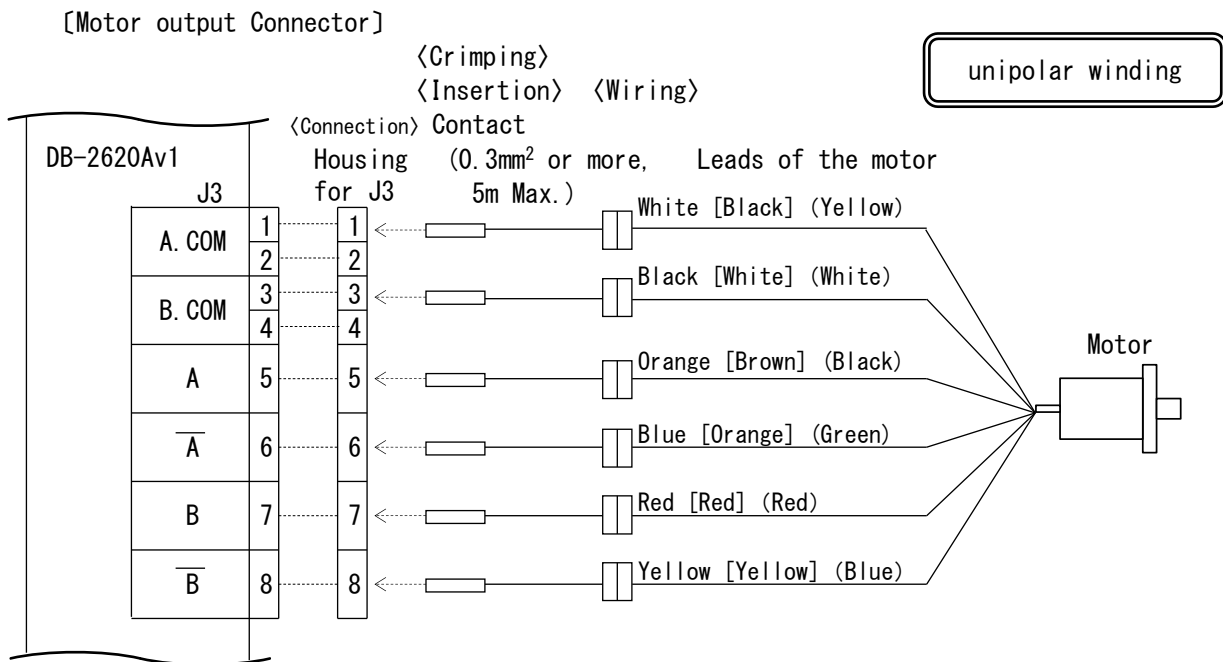 〔Motor output Connector〕
unipolar winding
〈Crimping〉
〈Insertion〉 〈Wiring〉
〈Connection〉 Contact
DB-2620Av1
Housing (0.3mm² or more, Leads of the motor
J3 for J3 5m Max.)
White [Black] (Yellow)
A.COM 1 1
2 2
Black [White] (White)
B.COM 3 3
4 4
Motor
Orange [Brown] (Black)
A 5 5
Blue [Orange] (Green)
A̅ 6 6
Red [Red] (Red)
B 7 7
Yellow [Yellow] (Blue)
B̅ 8 8